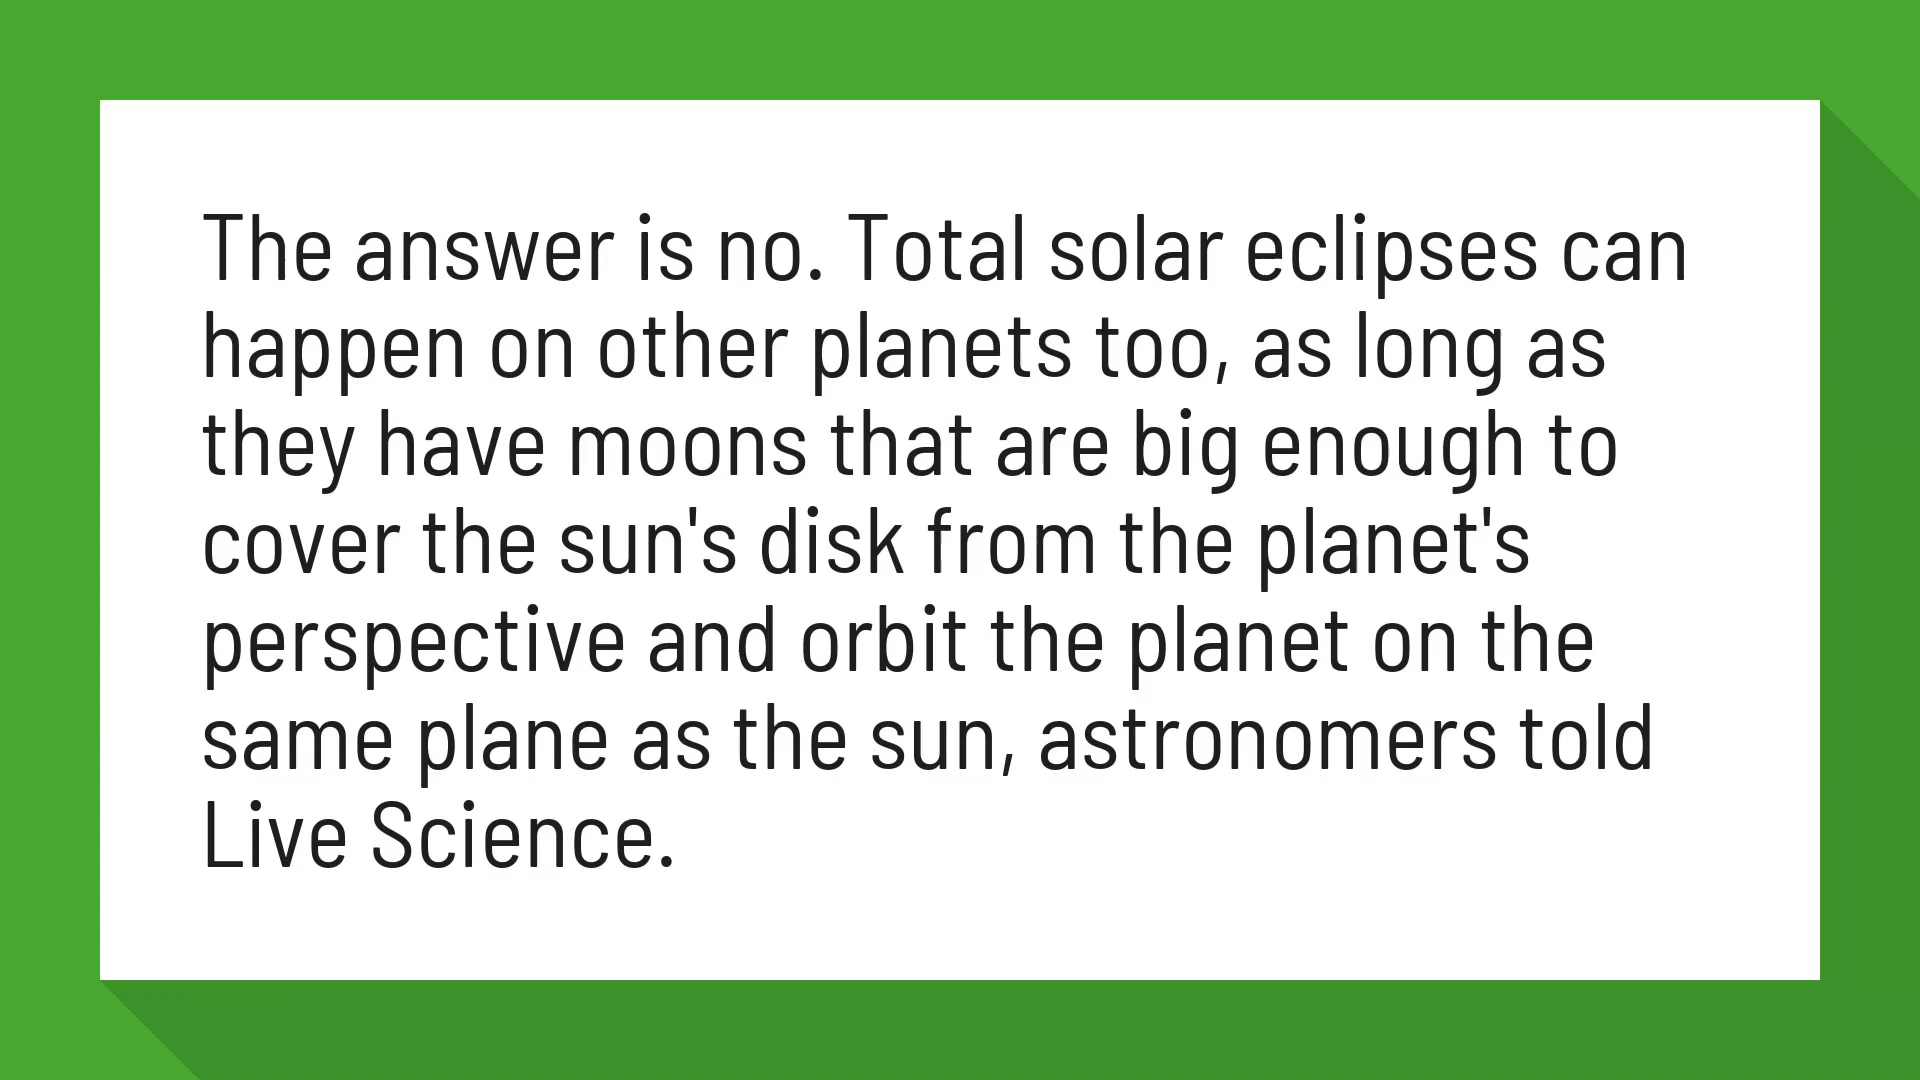 The answer is no. Total solar eclipses can
happen on other planets too, as long as
they have moons that are big enough to
cover the sun's disk from the planet's
perspective and orbit the planet on the
same plane as the sun, astronomers told
Live Science.